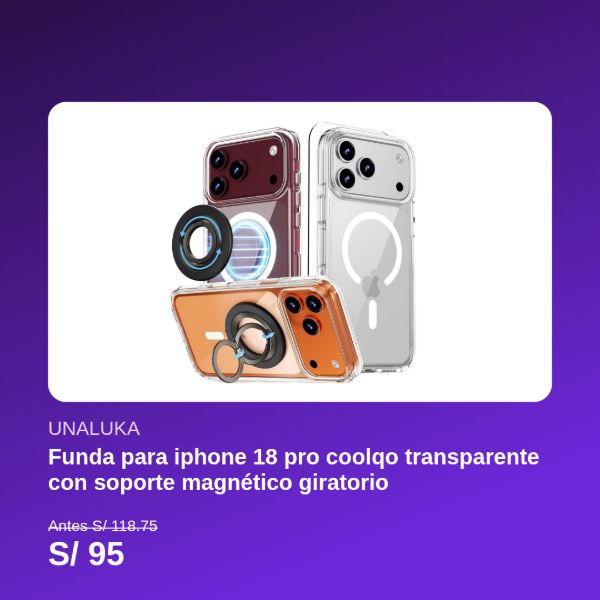 UNALUKA
Funda para iphone 18 pro coolqo transparente
con soporte magnético giratorio
Antes S/ 118.75
S/ 95